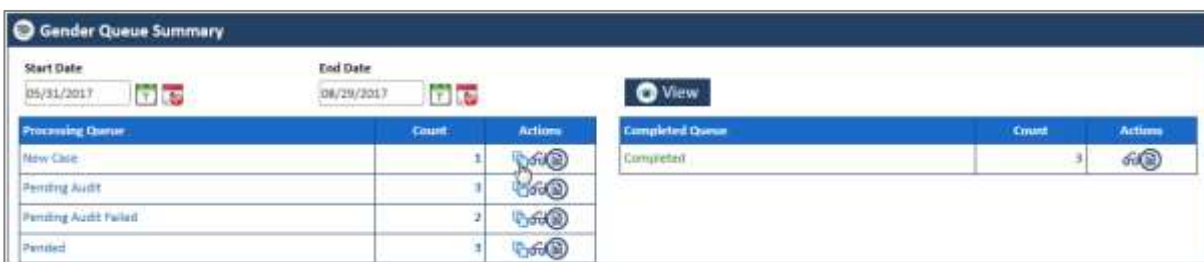 Gender Queue Summary
Start Date End Date
05/31/2017 08/29/2017 View
Processing Queue Count Actions Completed Queue Count Actions
New Case 1 Completed 3
Pending Audit 3
Pending Audit Failed 2
Pended 3